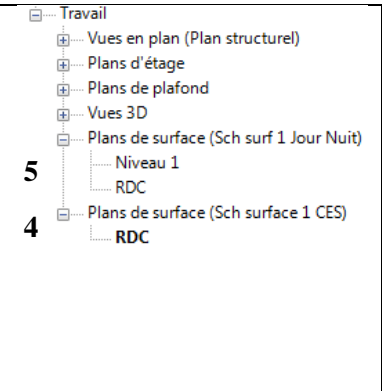 Travail
Vues en plan (Plan structurel)
Plans d'étage
Plans de plafond
Vues 3D
Plans de surface (Sch surf 1 Jour Nuit)
5 Niveau 1
RDC
Plans de surface (Sch surface 1 CES)
4 RDC